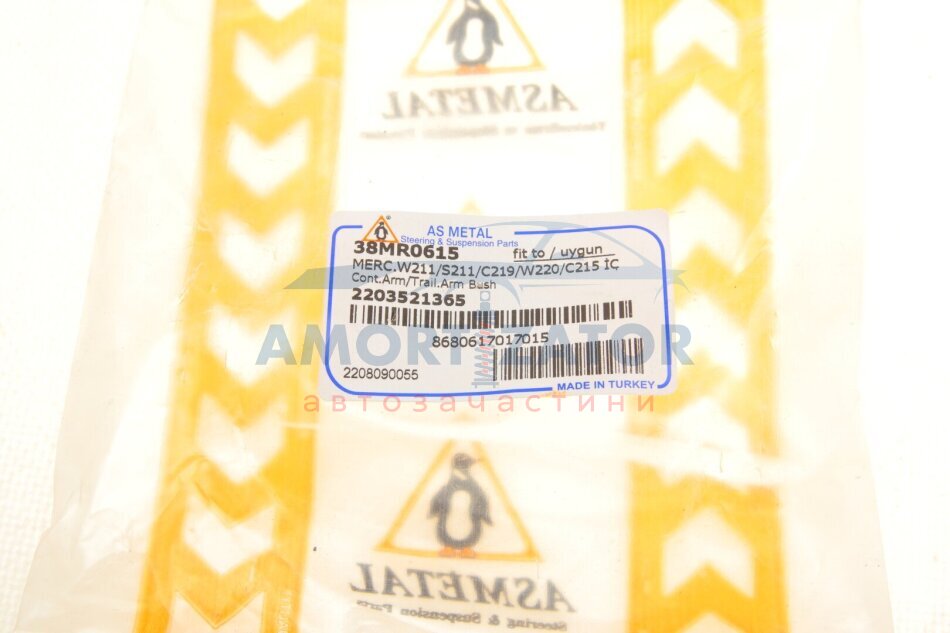 ASMETAL
AS METAL
Steering & Suspension Parts
38MR0615 fit to / uygun
MERC.W211/S211/C219/W220/C215 İÇ
Cont.Arm/Trail.Arm Bush
2203521365
8680617017015
AMORTIZATOR
2208090055
MADE IN TURKEY
автозачастини
ASMETAL
Steering & Suspension Parts